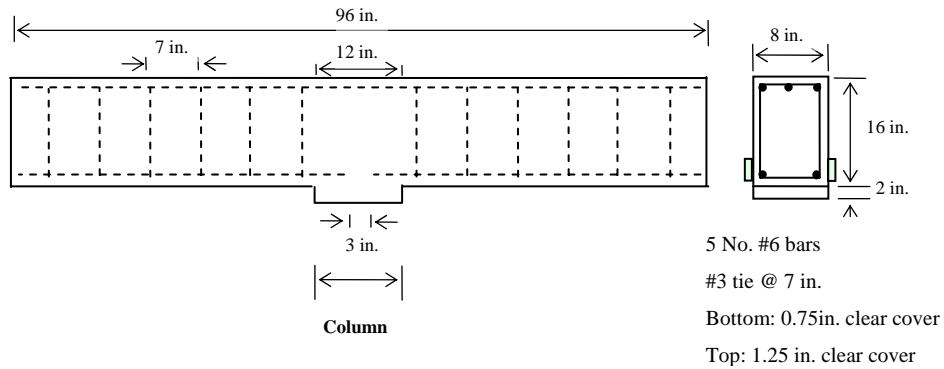 96 in.
7 in.
12 in.
8 in.
16 in.
2 in.
3 in.
Column
5 No. #6 bars
#3 tie @ 7 in.
Bottom: 0.75in. clear cover
Top: 1.25 in. clear cover